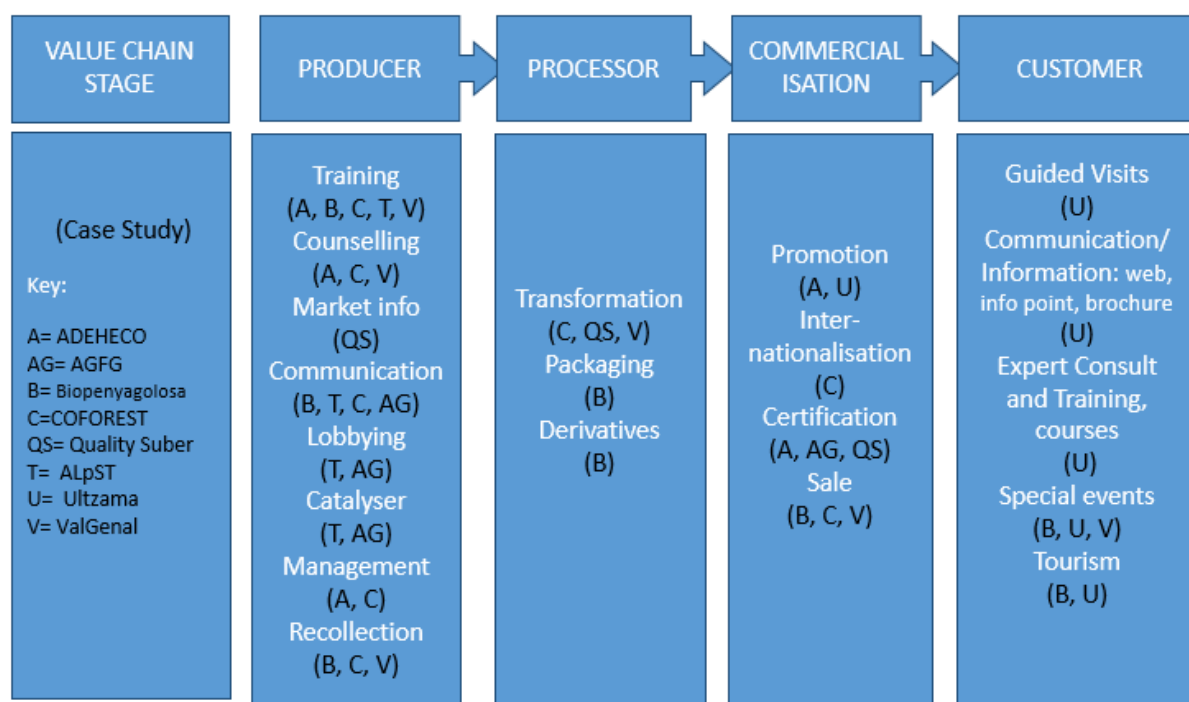 VALUE CHAIN
STAGE
PRODUCER
PROCESSOR
COMMERCIAL
ISATION
CUSTOMER
(Case Study)
Key:
A= ADEHECO
AG= AGFG
B= Biopenyagolosa
C=COFOREST
QS= Quality Suber
T= ALpST
U= Ultzama
V= ValGenal
Training
(A, B, C, T, V)
Counselling
(A, C, V)
Market info
(QS)
Communication
(B, T, C, AG)
Lobbying
(T, AG)
Catalyser
(T, AG)
Management
(A, C)
Recollection
(B, C, V)
Transformation
(C, QS, V)
Packaging
(B)
Derivatives
(B)
Promotion
(A, U)
Inter-
nationalisation
(C)
Certification
(A, AG, QS)
Sale
(B, C, V)
Guided Visits
(U)
Communication/
Information: web,
info point, brochure
(U)
Expert Consult
and Training,
courses
(U)
Special events
(B, U, V)
Tourism
(B, U)